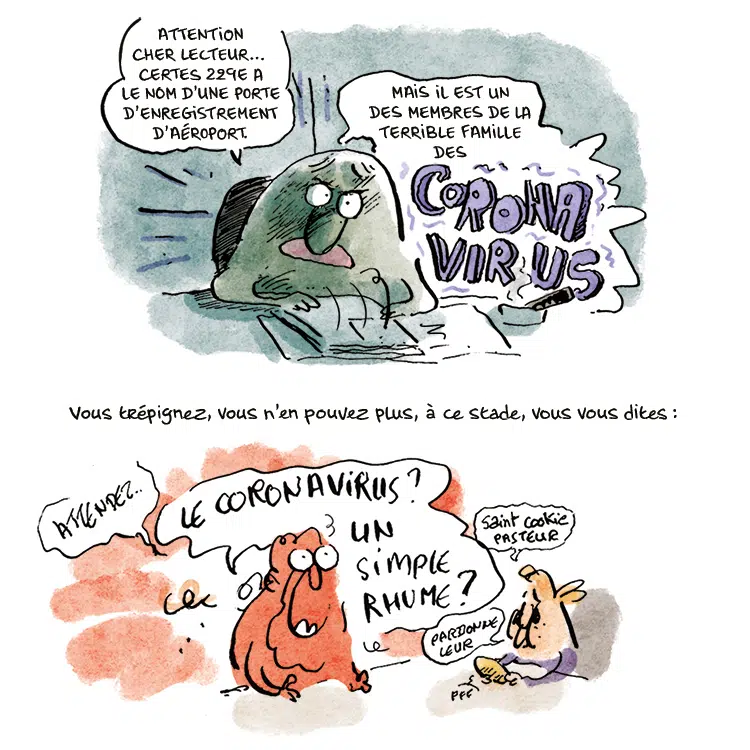 ATTENTION
CHER LECTEUR...
CERTES 229E A
LE NOM D'UNE PORTE
D'ENREGISTREMENT
D'AÉROPORT.
MAIS IL EST UN
DES MEMBRES DE LA
TERRIBLE FAMILLE
DES
CORONA
VIRUS
Vous trépignez, vous n'en pouvez plus, à ce stade, vous vous dites :
ATTENDEZ..
LE CORONAVIRUS?
UN
SIMPLE
RHUME?
Saint cookie
PASTEUR
PARDONNE
LEUR
PFF